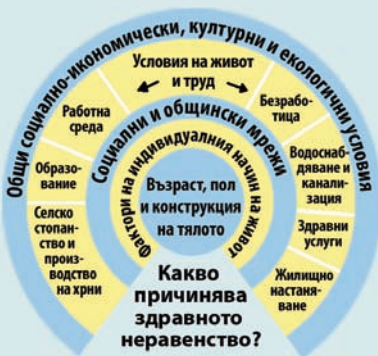 Общи социално-икономически, културни и екологични условия
Условия на живот
и труд
Работна
среда
Безрабо-
тица
Образо-
вание
Водоснаб-
дяване и
канали-
зация
Селско
стопан-
ство и
произ-
водство
на хрни
Здравни
услуги
Жилищно
настаня-
ване
Социални и общински мрежи
Фактори на индивидуалния начин на живот
Възраст, пол
и конструкция
на тялото
Какво
причинява
здравното
неравенство?